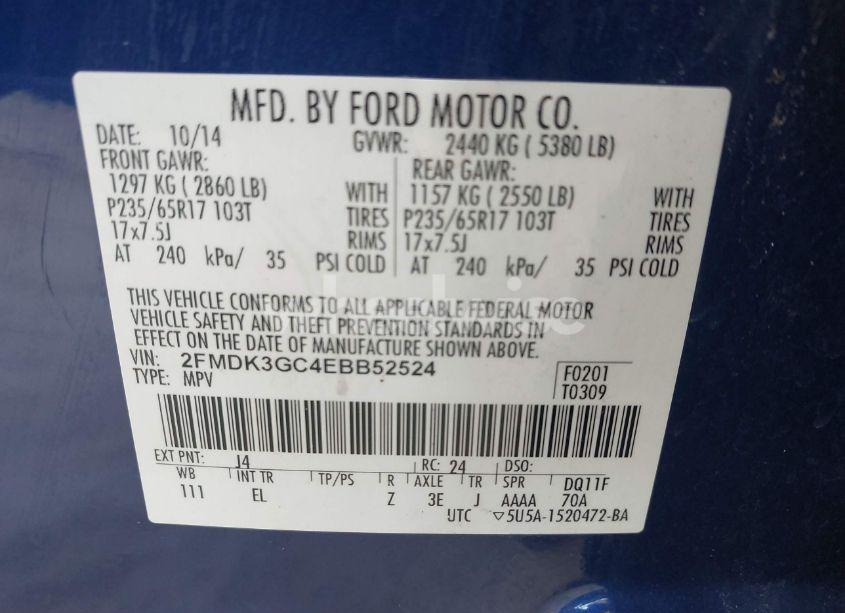 MFD. BY FORD MOTOR CO.
DATE: 10/14 GVWR: 2440 KG ( 5380 LB)
FRONT GAWR: REAR GAWR:
1297 KG ( 2860 LB) WITH 1157 KG ( 2550 LB) WITH
P235/65R17 103T TIRES P235/65R17 103T TIRES
17x7.5J RIMS 17x7.5J RIMS
AT 240 kPa/ 35 PSI COLD AT 240 kPa/ 35 PSI COLD
THIS VEHICLE CONFORMS TO ALL APPLICABLE FEDERAL MOTOR
VEHICLE SAFETY AND THEFT PREVENTION STANDARDS IN
EFFECT ON THE DATE OF MANUFACTURE SHOWN ABOVE.
VIN: 2FMDK3GC4EBB52524 F0201
TYPE: MPV T0309
EXT PNT: J4 RC: 24 DSO:
WB INT TR TP/PS R AXLE TR SPR DQ11F
111 EL Z 3E J AAAA 70A
UTC ▽5U5A-1520472-BA